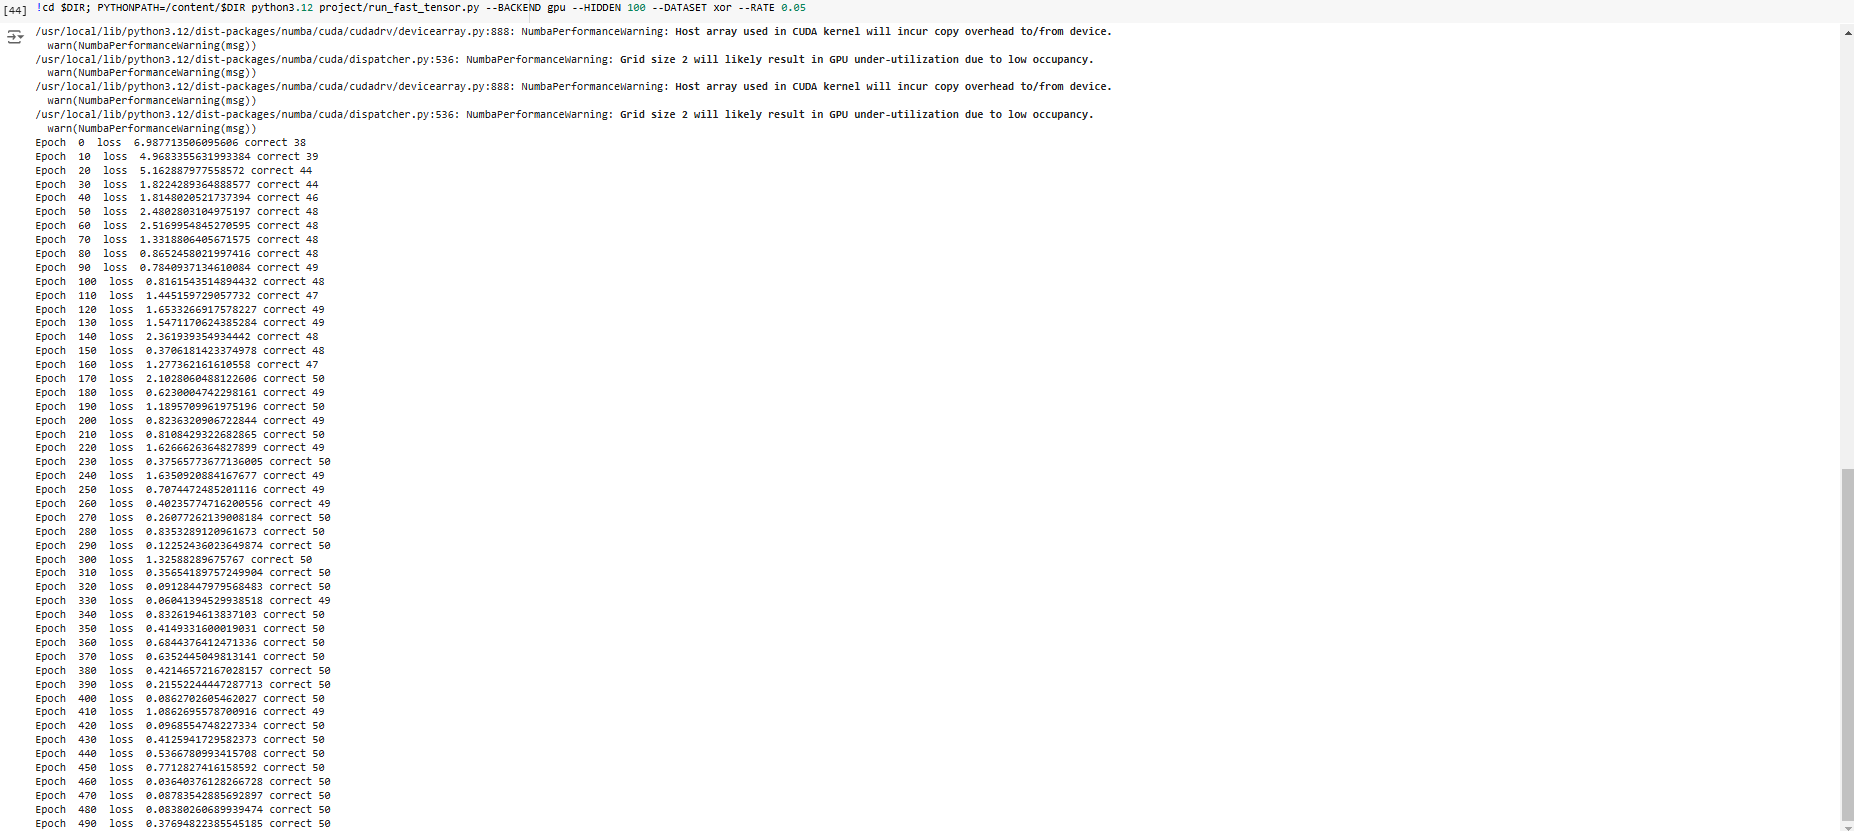 [44] !cd $DIR; PYTHONPATH=/content/$DIR python3.12 project/run_fast_tensor.py --BACKEND gpu --HIDDEN 100 --DATASET xor --RATE 0.05
/usr/local/lib/python3.12/dist-packages/numba/cuda/cudadrv/devicearray.py:888: NumbaPerformanceWarning: Host array used in CUDA kernel will incur copy overhead to/from device.
warn(NumbaPerformanceWarning(msg))
/usr/local/lib/python3.12/dist-packages/numba/cuda/dispatcher.py:536: NumbaPerformanceWarning: Grid size 2 will likely result in GPU under-utilization due to low occupancy.
warn(NumbaPerformanceWarning(msg))
/usr/local/lib/python3.12/dist-packages/numba/cuda/cudadrv/devicearray.py:888: NumbaPerformanceWarning: Host array used in CUDA kernel will incur copy overhead to/from device.
warn(NumbaPerformanceWarning(msg))
/usr/local/lib/python3.12/dist-packages/numba/cuda/dispatcher.py:536: NumbaPerformanceWarning: Grid size 2 will likely result in GPU under-utilization due to low occupancy.
warn(NumbaPerformanceWarning(msg))
Epoch  0  loss  6.987713506095606 correct 38
Epoch  10  loss  4.9683355631993384 correct 39
Epoch  20  loss  5.162887977558572 correct 44
Epoch  30  loss  1.8224289364888577 correct 44
Epoch  40  loss  1.8148020521737394 correct 46
Epoch  50  loss  2.4802803104975197 correct 48
Epoch  60  loss  2.5169954845270595 correct 48
Epoch  70  loss  1.3318806405671575 correct 48
Epoch  80  loss  0.8652458021997416 correct 48
Epoch  90  loss  0.7840937134610084 correct 49
Epoch  100  loss  0.8161543514894432 correct 48
Epoch  110  loss  1.445159729057732 correct 47
Epoch  120  loss  1.6533266917578227 correct 49
Epoch  130  loss  1.5471170624385284 correct 49
Epoch  140  loss  2.361939354934442 correct 48
Epoch  150  loss  0.3706181423374978 correct 48
Epoch  160  loss  1.277362161610558 correct 47
Epoch  170  loss  2.1028060488122606 correct 50
Epoch  180  loss  0.6230004742298161 correct 49
Epoch  190  loss  1.1895709961975196 correct 50
Epoch  200  loss  0.8236320906722844 correct 49
Epoch  210  loss  0.8108429322682865 correct 50
Epoch  220  loss  1.6266626364827899 correct 49
Epoch  230  loss  0.37565773677136005 correct 50
Epoch  240  loss  1.6350920884167677 correct 49
Epoch  250  loss  0.7074472485201116 correct 49
Epoch  260  loss  0.40235774716200556 correct 49
Epoch  270  loss  0.26077262139008184 correct 50
Epoch  280  loss  0.8353289120961673 correct 50
Epoch  290  loss  0.12252436023649874 correct 50
Epoch  300  loss  1.32588289675767 correct 50
Epoch  310  loss  0.35654189757249904 correct 50
Epoch  320  loss  0.09128447979568483 correct 50
Epoch  330  loss  0.06041394529938518 correct 49
Epoch  340  loss  0.8326194613837103 correct 50
Epoch  350  loss  0.4149331600019031 correct 50
Epoch  360  loss  0.6844376412471336 correct 50
Epoch  370  loss  0.6352445049813141 correct 50
Epoch  380  loss  0.42146572167028157 correct 50
Epoch  390  loss  0.21552244447287713 correct 50
Epoch  400  loss  0.0862702605462027 correct 50
Epoch  410  loss  1.0862695578700916 correct 49
Epoch  420  loss  0.0968554748227334 correct 50
Epoch  430  loss  0.4125941729582373 correct 50
Epoch  440  loss  0.5366780993415708 correct 50
Epoch  450  loss  0.7712827416158592 correct 50
Epoch  460  loss  0.03640376128266728 correct 50
Epoch  470  loss  0.08783542885692897 correct 50
Epoch  480  loss  0.08380260689939474 correct 50
Epoch  490  loss  0.37694822385545185 correct 50